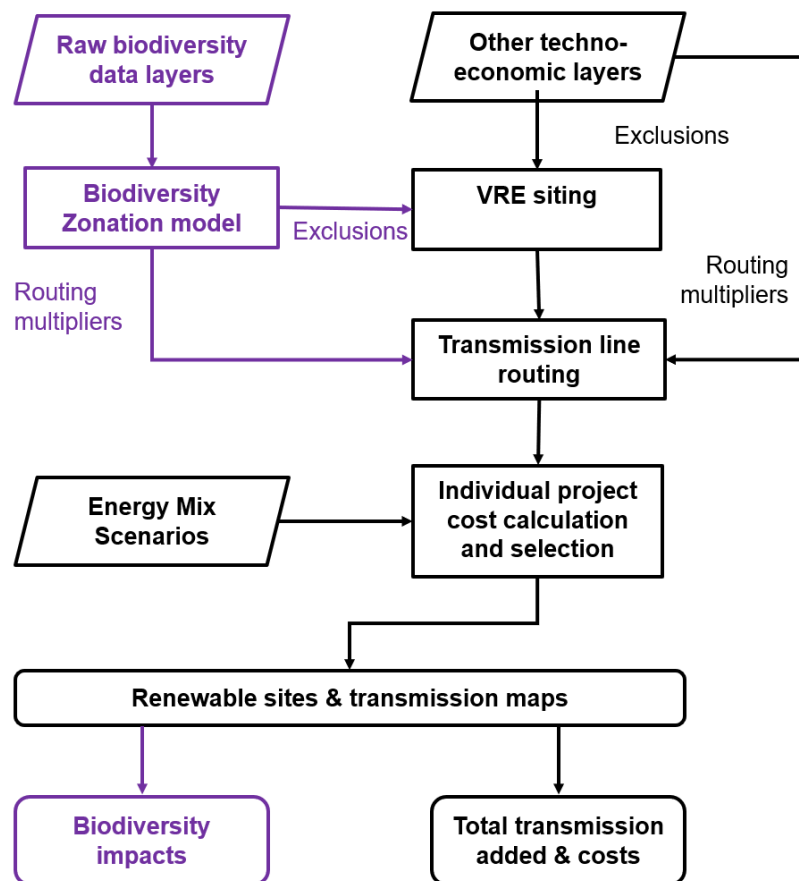 Raw biodiversity
data layers
Other techno-
economic layers
Exclusions
Biodiversity
Zonation model
Exclusions
VRE siting
Routing
multipliers
Routing
multipliers
Transmission line
routing
Energy Mix
Scenarios
Individual project
cost calculation
and selection
Renewable sites & transmission maps
Biodiversity
impacts
Total transmission
added & costs